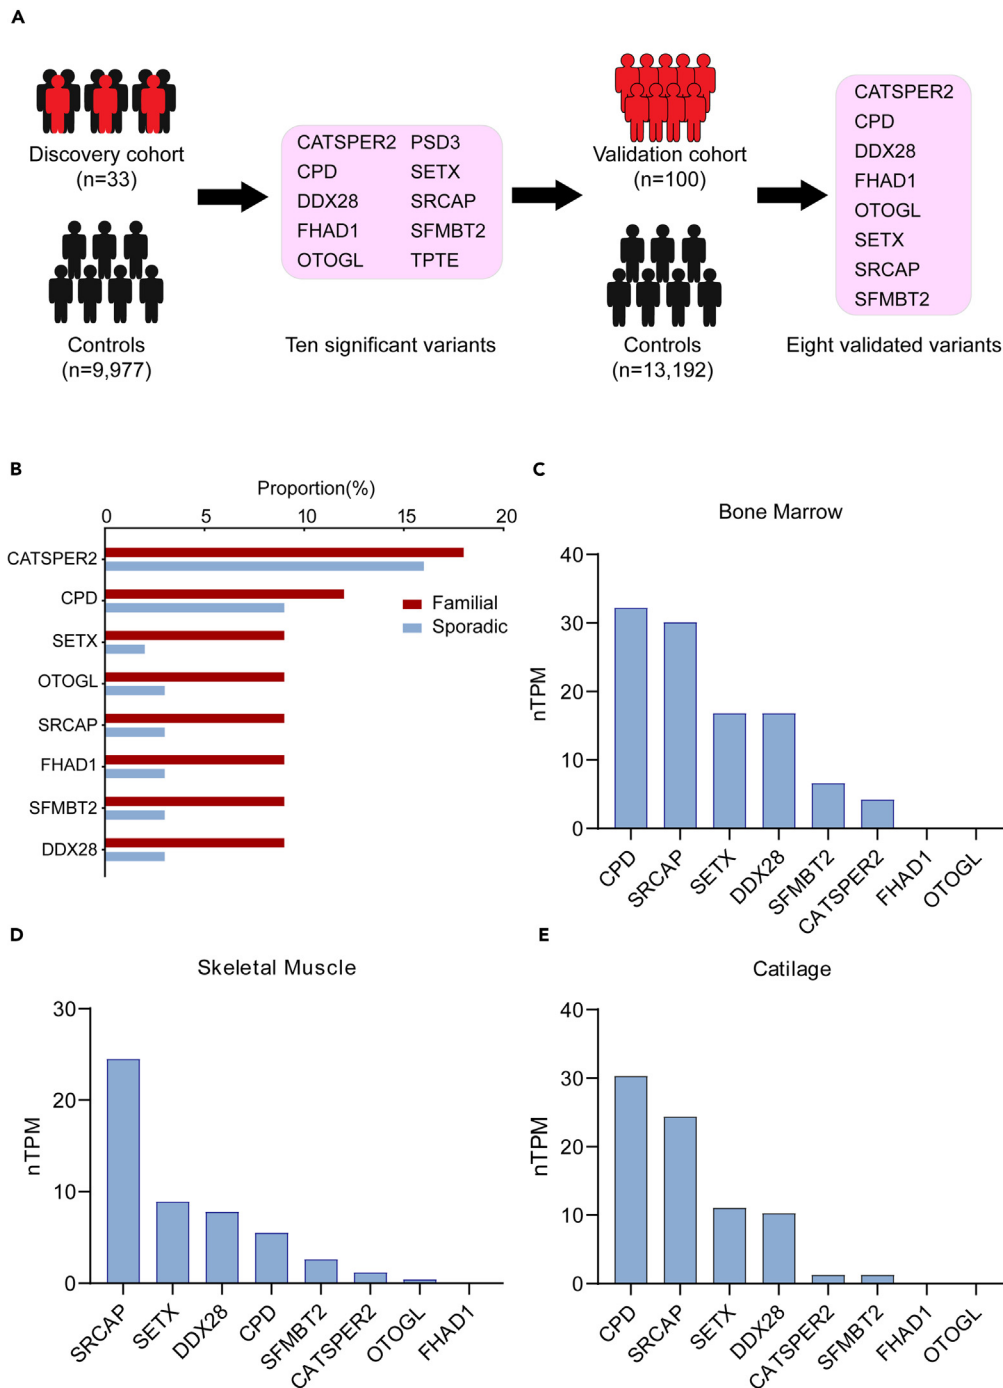 A
Discovery cohort
(n=33)
Controls
(n=9,977)
CATSPER2 PSD3
CPD SETX
DDX28 SRCAP
FHAD1 SFMBT2
OTOGL TPTE
Ten significant variants
Validation cohort
(n=100)
Controls
(n=13,192)
CATSPER2
CPD
DDX28
FHAD1
OTOGL
SETX
SRCAP
SFMBT2
Eight validated variants
B
Proportion(%)
0 5 10 15 20
CATSPER2
CPD
SETX
OTOGL
SRCAP
FHAD1
SFMBT2
DDX28
Familial
Sporadic
C
Bone Marrow
nTPM
40
30
20
10
0
CPD
SRCAP
SETX
DDX28
SFMBT2
CATSPER2
FHAD1
OTOGL
D
Skeletal Muscle
nTPM
30
20
10
0
SRCAP
SETX
DDX28
CPD
SFMBT2
CATSPER2
OTOGL
FHAD1
E
Catilage
nTPM
40
30
20
10
0
CPD
SRCAP
SETX
DDX28
CATSPER2
SFMBT2
FHAD1
OTOGL